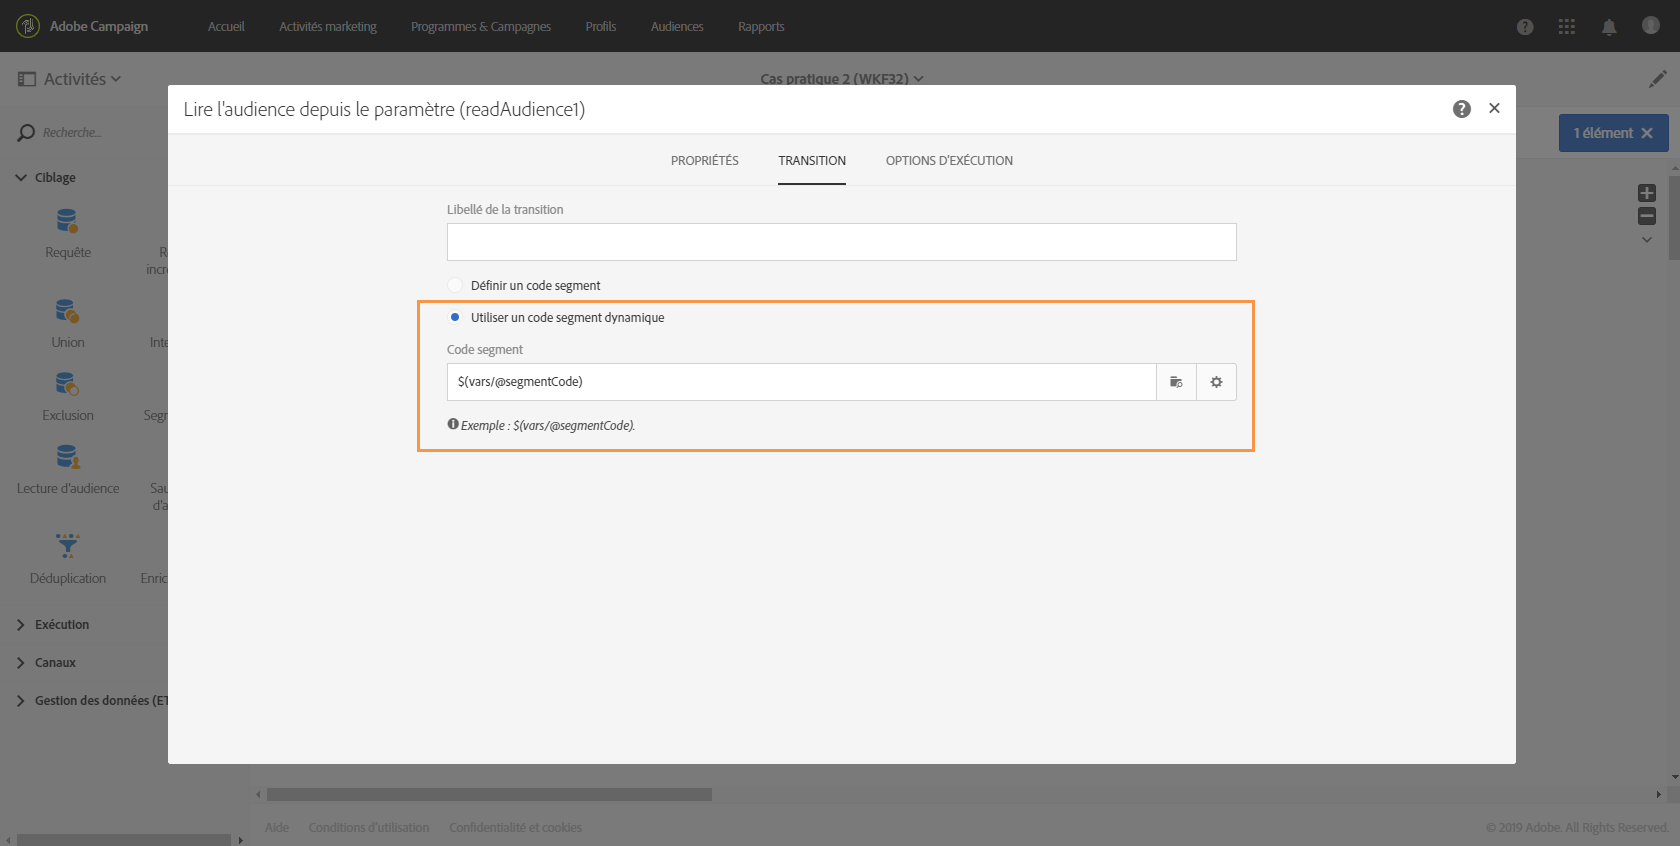 Adobe Campaign
Accueil
Activités marketing
Programmes & Campagnes
Profils
Audiences
Rapports
Activités
Cas pratique 2 (WKF32)
Lire l'audience depuis le paramètre (readAudience1)
Recherche...
1 élément
PROPRIÉTÉS
TRANSITION
OPTIONS D'EXÉCUTION
Ciblage
Requête
R
incr
Union
Inte
Exclusion
Segr
Lecture d'audience
Sau
d'a
Déduplication
Enric
Exécution
Canaux
Gestion des données (ET
Libellé de la transition
Définir un code segment
Utiliser un code segment dynamique
Code segment
$(vars/@segmentCode)
Exemple : $(vars/@segmentCode).
Aide
Conditions d'utilisation
Confidentialité et cookies
© 2019 Adobe. All Rights Reserved.